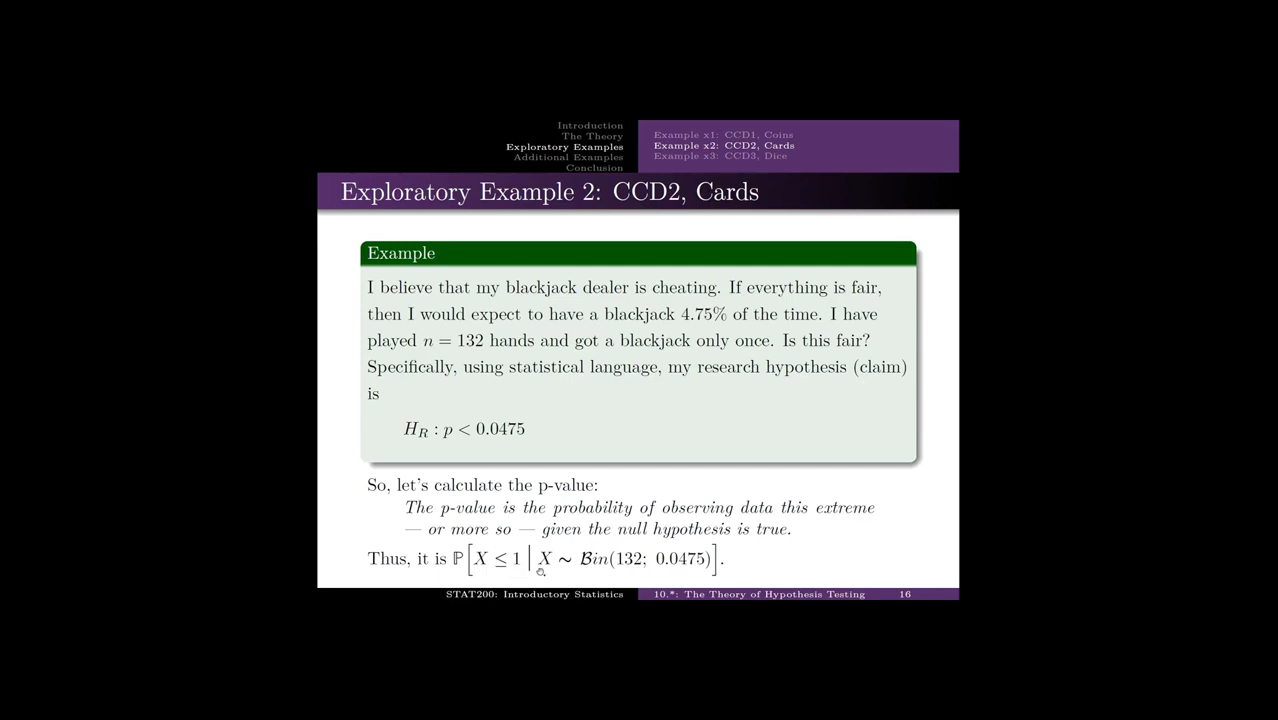 Introduction
The Theory
Exploratory Examples
Additional Examples
Conclusion
Example x1: CCD1, Coins
Example x2: CCD2, Cards
Example x3: CCD3, Dice
Exploratory Example 2: CCD2, Cards
Example
I believe that my blackjack dealer is cheating. If everything is fair,
then I would expect to have a blackjack 4.75% of the time. I have
played n = 132 hands and got a blackjack only once. Is this fair?
Specifically, using statistical language, my research hypothesis (claim)
is
H_R : p < 0.0475
So, let's calculate the p-value:
The p-value is the probability of observing data this extreme
— or more so — given the null hypothesis is true.
Thus, it is ℙ[X ≤ 1 | X ∼ Bin(132; 0.0475)].
STAT200: Introductory Statistics
10.*: The Theory of Hypothesis Testing
16